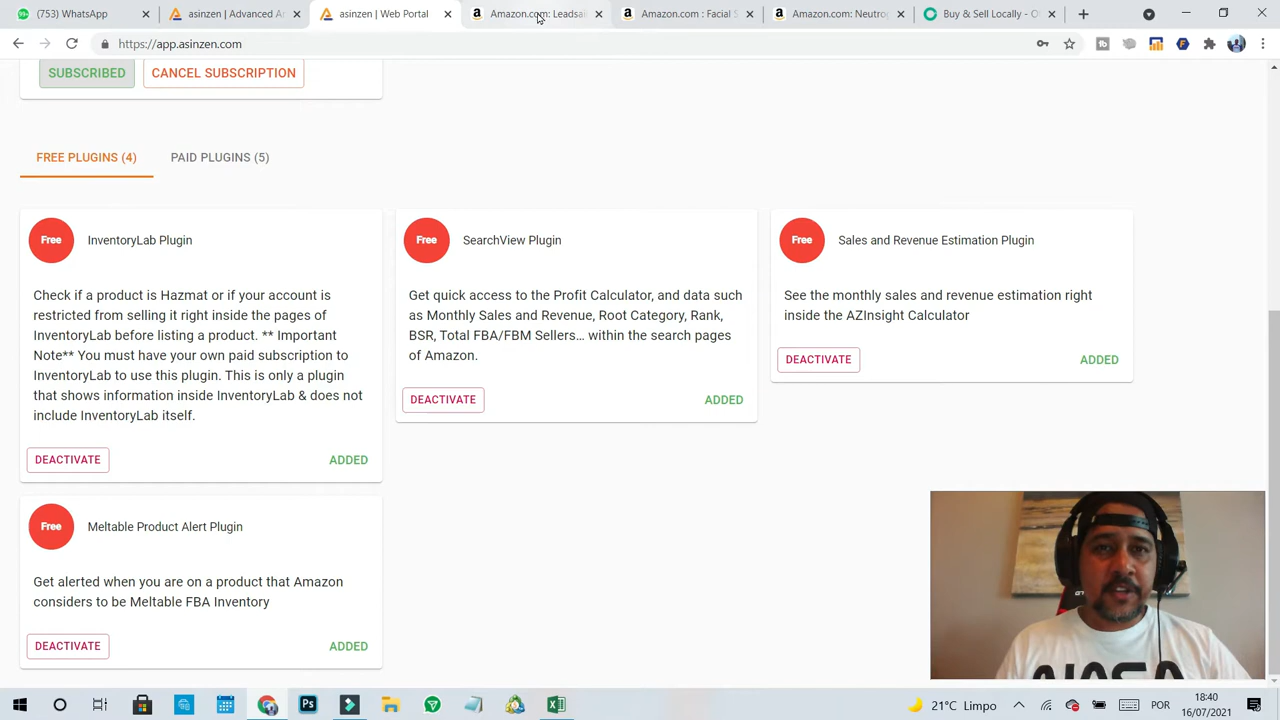 (753) WhatsApp
asinzen | Advanced Ar
asinzen | Web Portal
Amazon.com: Leadsai
Amazon.com : Facial S
Amazon.com: Neutrog
Buy & Sell Locally - O
https://app.asinzen.com
SUBSCRIBED
CANCEL SUBSCRIPTION
FREE PLUGINS (4)
PAID PLUGINS (5)
Free
InventoryLab Plugin
Check if a product is Hazmat or if your account is
restricted from selling it right inside the pages of
InventoryLab before listing a product. ** Important
Note** You must have your own paid subscription to
InventoryLab to use this plugin. This is only a plugin
that shows information inside InventoryLab & does not
include InventoryLab itself.
DEACTIVATE
ADDED
Free
SearchView Plugin
Get quick access to the Profit Calculator, and data such
as Monthly Sales and Revenue, Root Category, Rank,
BSR, Total FBA/FBM Sellers... within the search pages
of Amazon.
DEACTIVATE
ADDED
Free
Sales and Revenue Estimation Plugin
See the monthly sales and revenue estimation right
inside the AZInsight Calculator
DEACTIVATE
ADDED
Free
Meltable Product Alert Plugin
Get alerted when you are on a product that Amazon
considers to be Meltable FBA Inventory
DEACTIVATE
ADDED
21°C Limpo
POR
18:40
16/07/2021